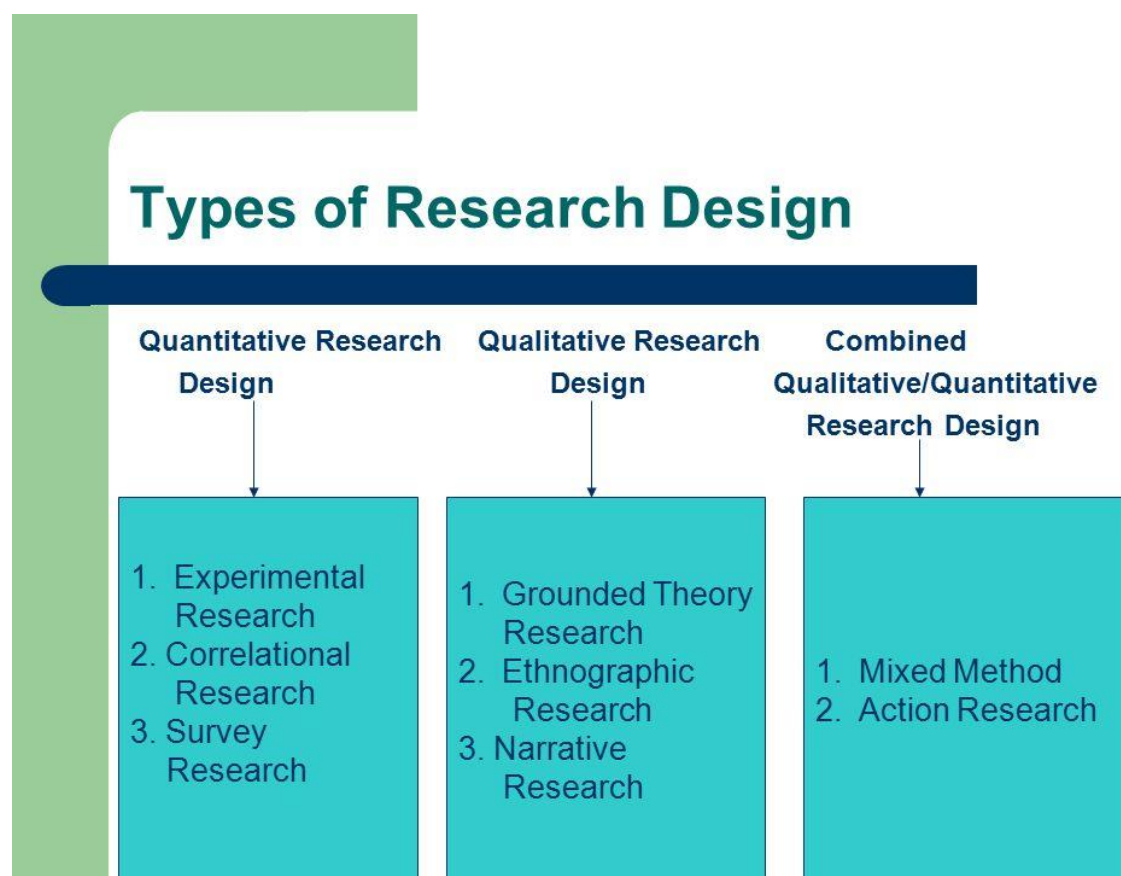 Types of Research Design
Quantitative Research
Design
Qualitative Research
Design
Combined
Qualitative/Quantitative
Research Design
1. Experimental
Research
2. Correlational
Research
3. Survey
Research
1. Grounded Theory
Research
2. Ethnographic
Research
3. Narrative
Research
1. Mixed Method
2. Action Research